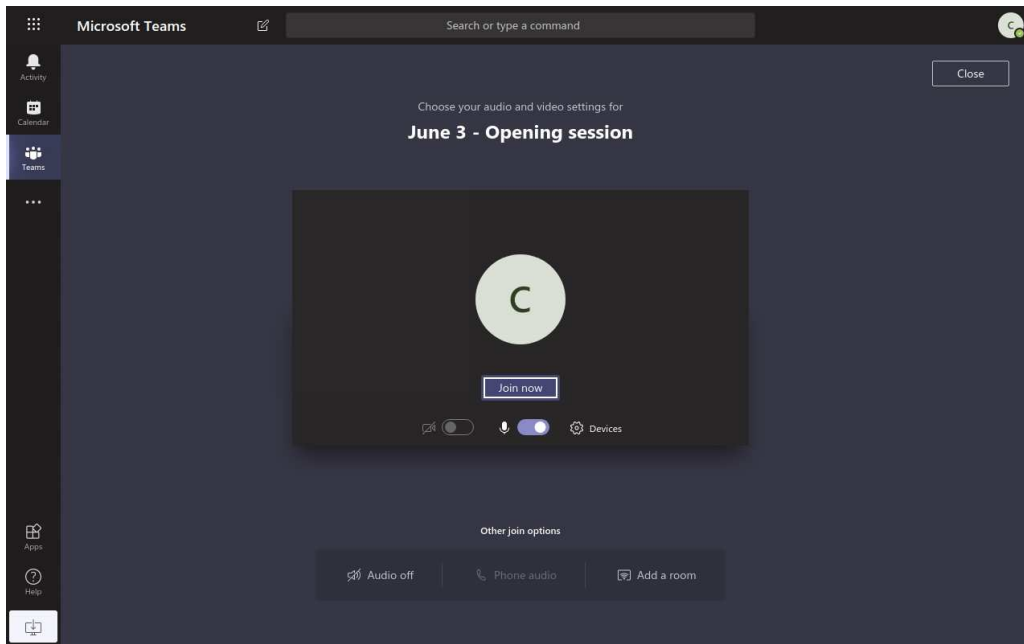 Microsoft Teams
Search or type a command
C
Activity
Calendar
Teams
Close
Choose your audio and video settings for
June 3 - Opening session
C
Join now
Devices
Other join options
Audio off
Phone audio
Add a room
Apps
Help